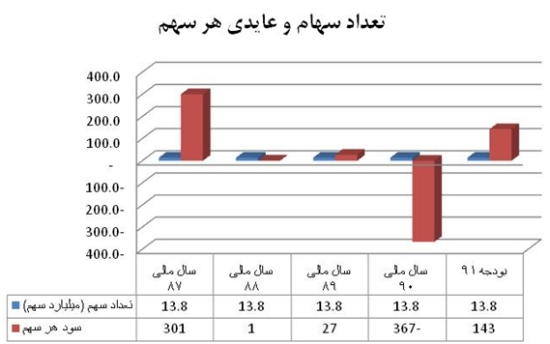 تعداد سهام و عایدی هر سهم
400.0
300.0
200.0
100.0
-
100.0-
200.0-
300.0-
400.0-
سال مالی ۸۷ سال مالی ۸۸ سال مالی ۸۹ سال مالی ۹۰ بودجه ۹۱
تعداد سهم (میلیارد سهم) 13.8 13.8 13.8 13.8 13.8
سود هر سهم 301 1 27 367- 143